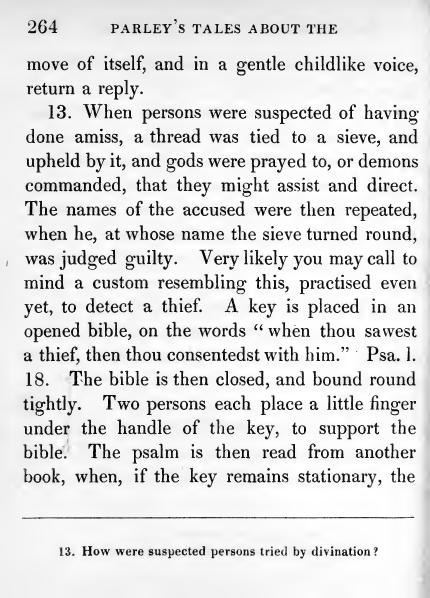 264 PARLEY'S TALES ABOUT THE
move of itself, and in a gentle childlike voice,
return a reply.
13. When persons were suspected of having
done amiss, a thread was tied to a sieve, and
upheld by it, and gods were prayed to, or demons
commanded, that they might assist and direct.
The names of the accused were then repeated,
when he, at whose name the sieve turned round,
was judged guilty. Very likely you may call to
mind a custom resembling this, practised even
yet, to detect a thief. A key is placed in an
opened bible, on the words “ when thou sawest
a thief, then thou consentedst with him.” Psa. l.
18. The bible is then closed, and bound round
tightly. Two persons each place a little finger
under the handle of the key, to support the
bible. The psalm is then read from another
book, when, if the key remains stationary, the
13. How were suspected persons tried by divination?